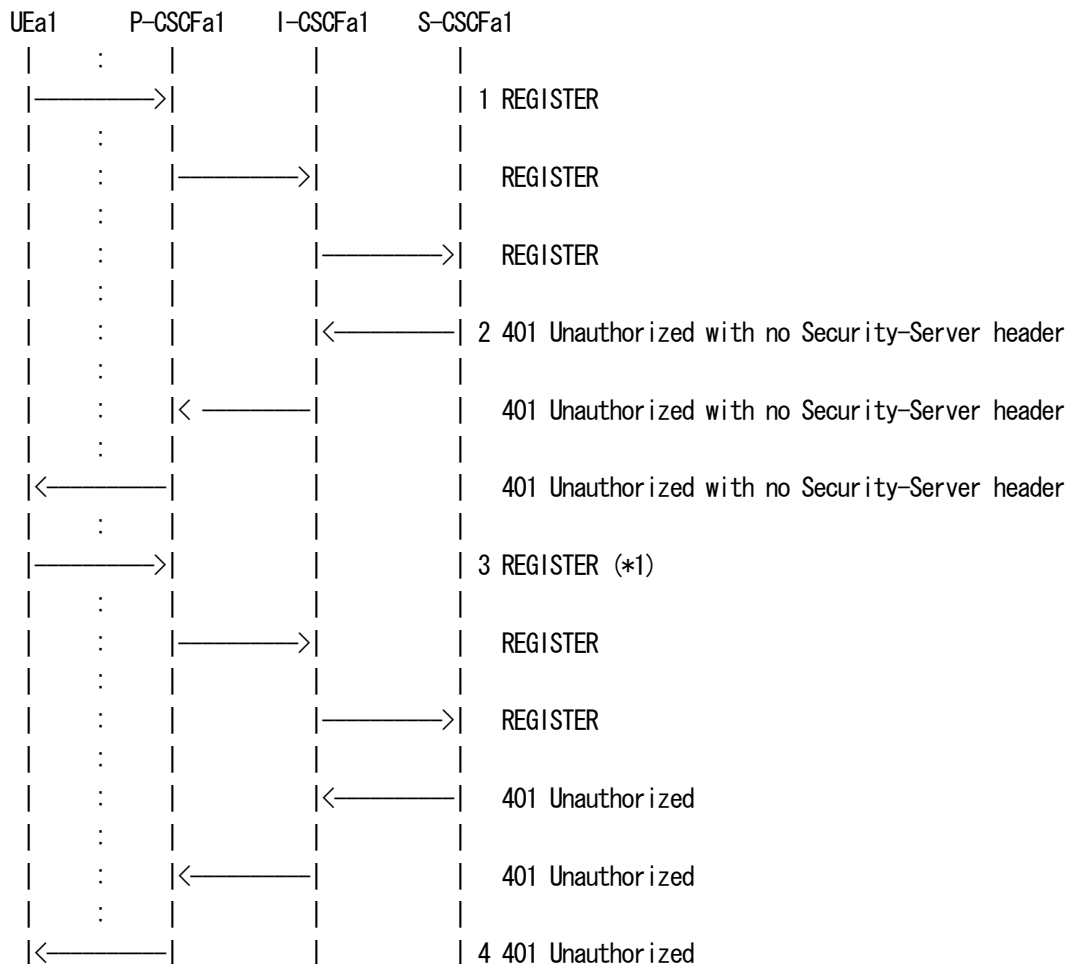 UEa1 P-CSCFa1 I-CSCFa1 S-CSCFa1
1 REGISTER
REGISTER
REGISTER
2 401 Unauthorized with no Security-Server header
401 Unauthorized with no Security-Server header
401 Unauthorized with no Security-Server header
3 REGISTER (*1)
REGISTER
REGISTER
401 Unauthorized
401 Unauthorized
4 401 Unauthorized